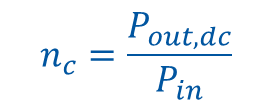 n_c = P_out,dc / P_in